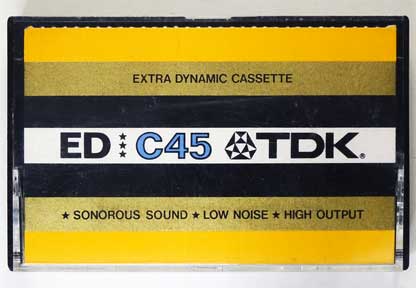 EXTRA DYNAMIC CASSETTE
ED ★★★ C45 TDK®
★ SONOROUS SOUND ★ LOW NOISE ★ HIGH OUTPUT